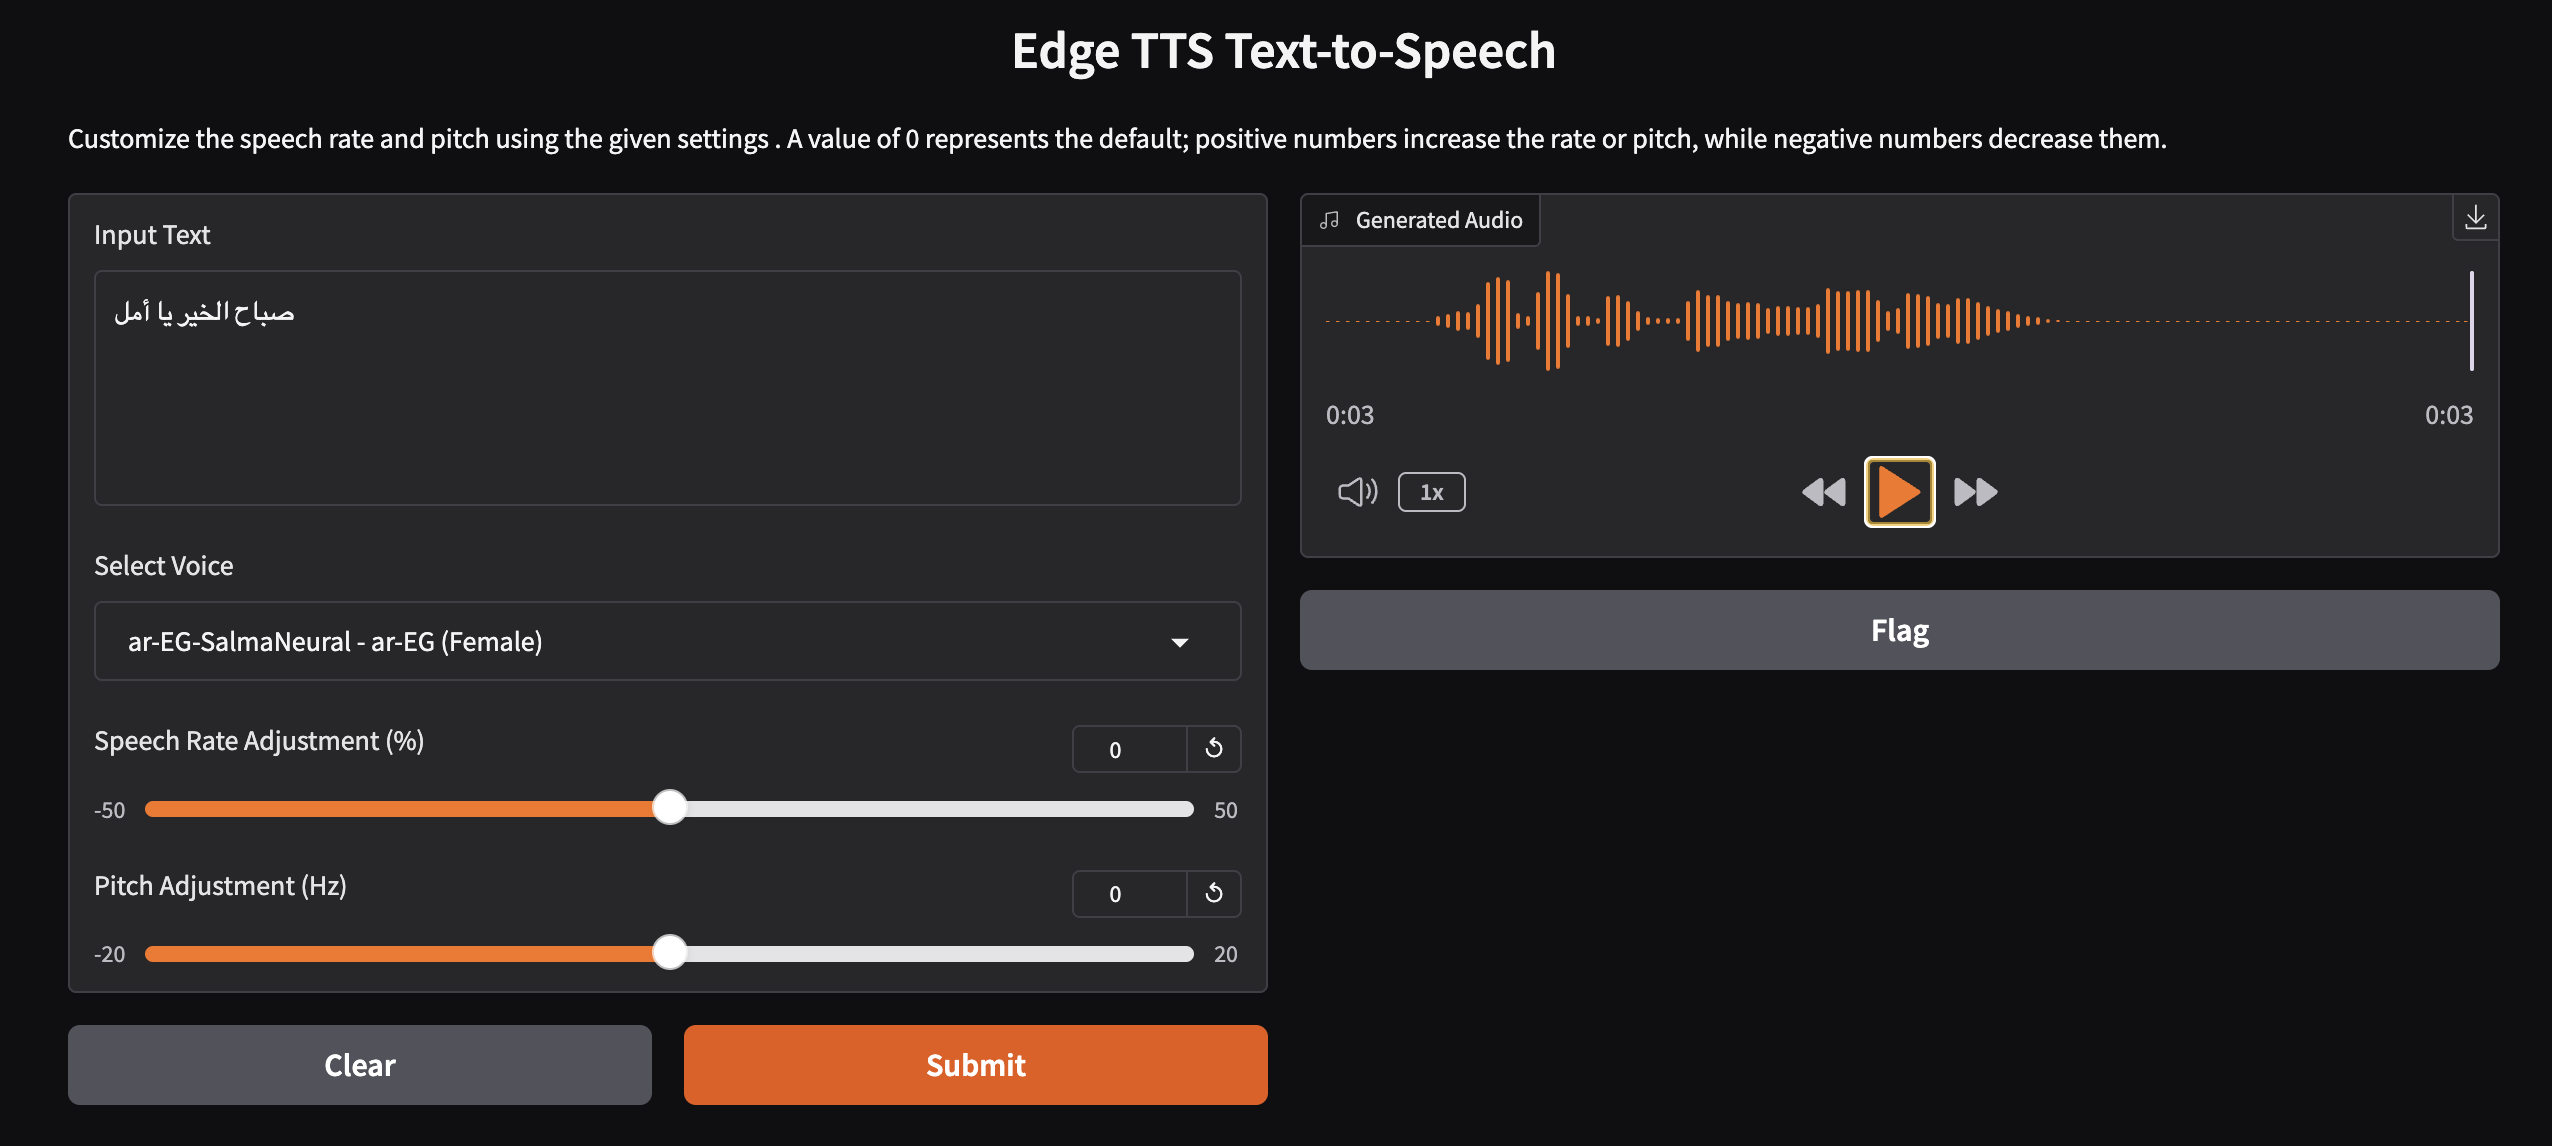 Edge TTS Text-to-Speech
Customize the speech rate and pitch using the given settings . A value of 0 represents the default; positive numbers increase the rate or pitch, while negative numbers decrease them.
Input Text
صباح الخير يا أمل
Select Voice
ar-EG-SalmaNeural - ar-EG (Female)
Speech Rate Adjustment (%)
0
-50
50
Pitch Adjustment (Hz)
0
-20
20
Clear
Submit
Generated Audio
0:03
0:03
1x
Flag